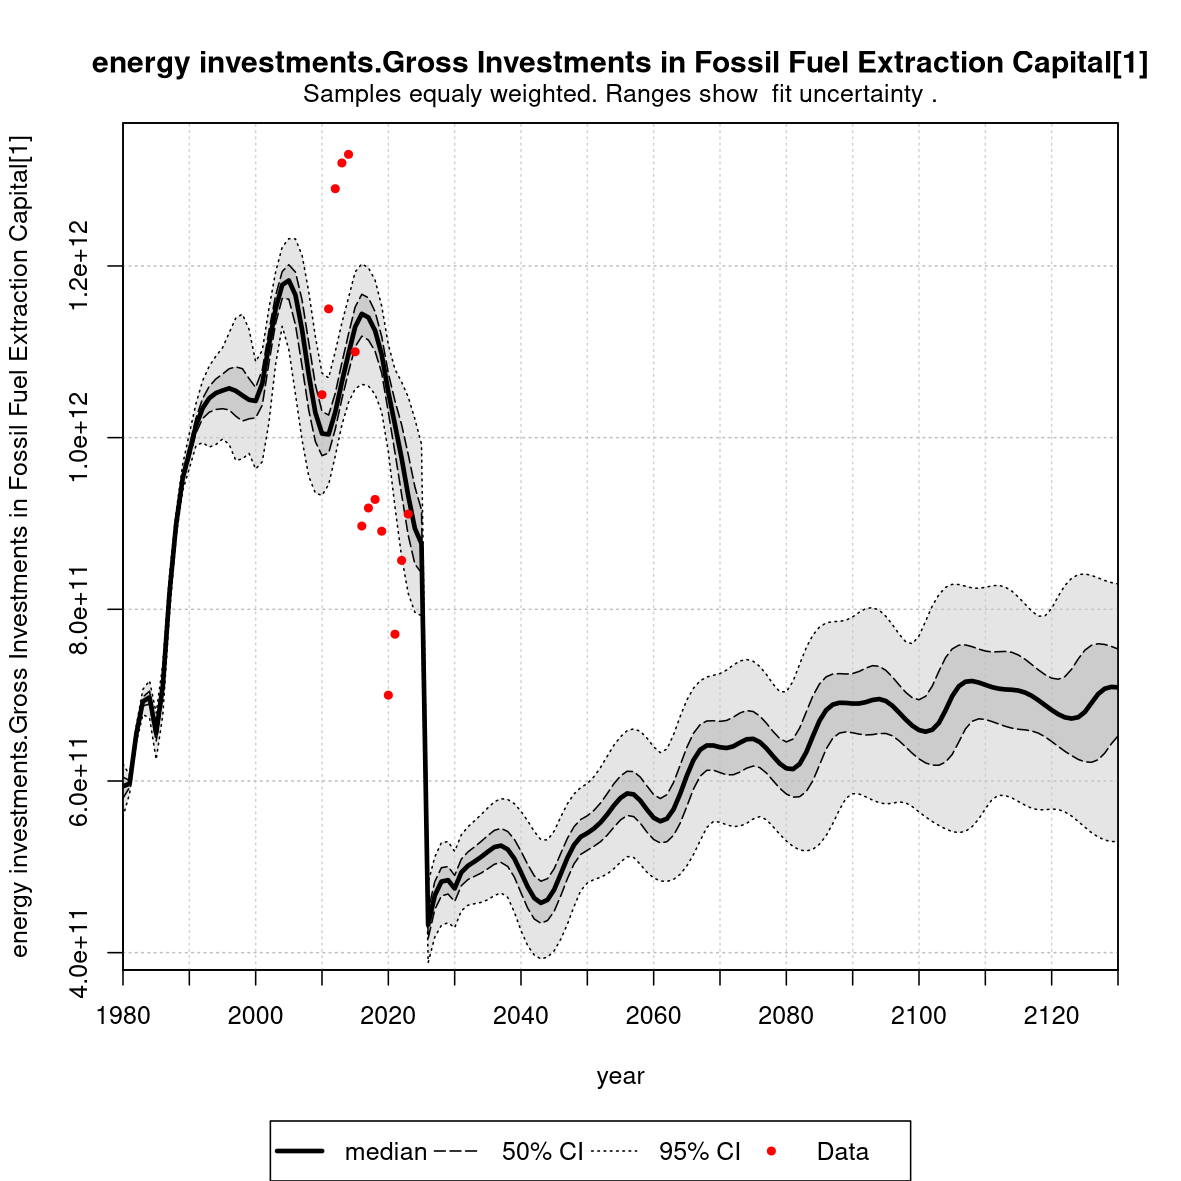 energy investments.Gross Investments in Fossil Fuel Extraction Capital[1]
Samples equaly weighted. Ranges show  fit uncertainty .
energy investments.Gross Investments in Fossil Fuel Extraction Capital[1]
1.2e+12
1.0e+12
8.0e+11
6.0e+11
4.0e+11
1980 2000 2020 2040 2060 2080 2100 2120
year
median 50% CI 95% CI Data